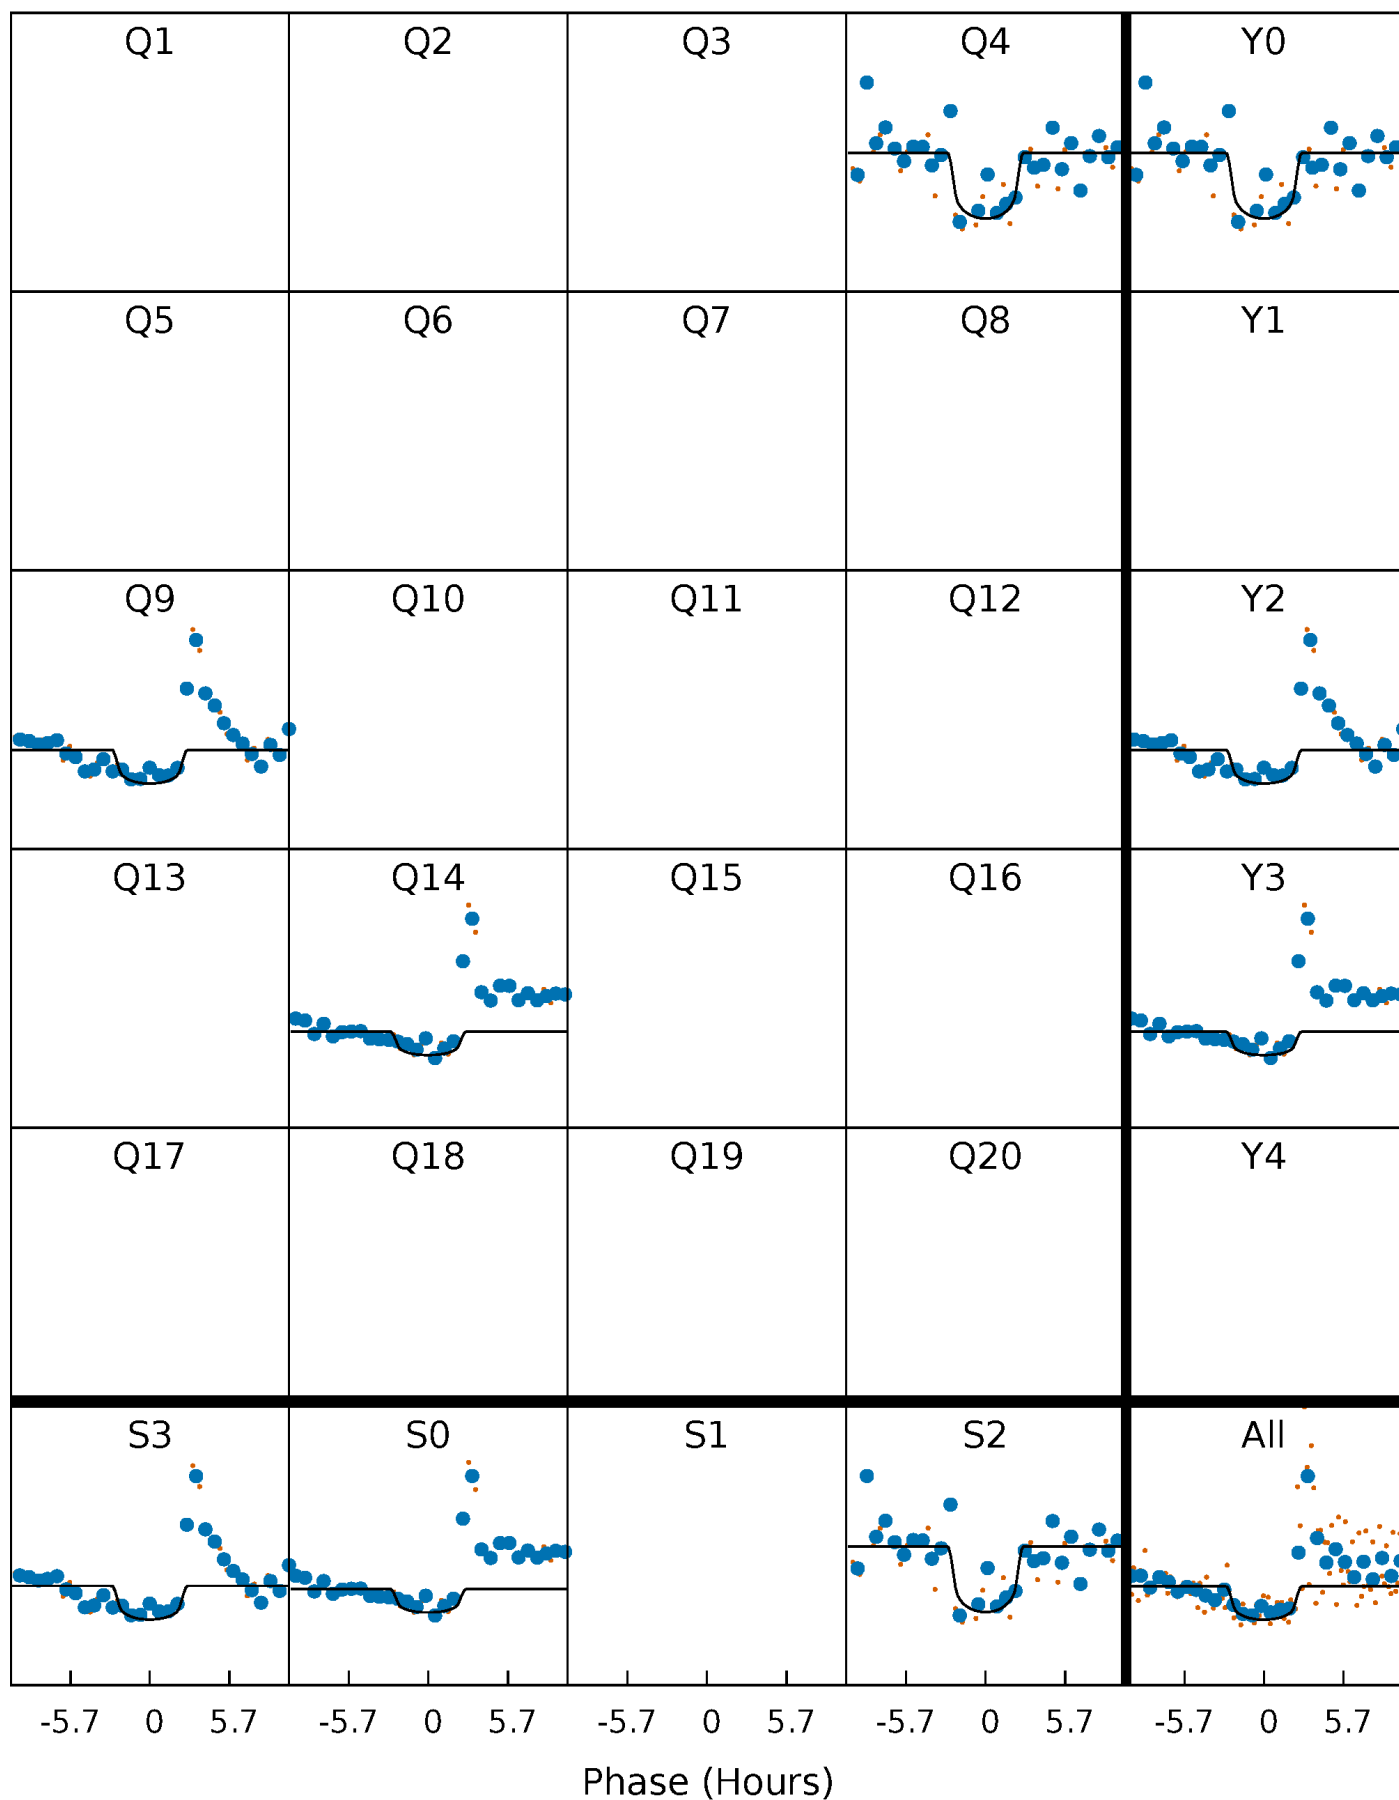 Q1 Q2 Q3 Q4 Y0
Q5 Q6 Q7 Q8 Y1
Q9 Q10 Q11 Q12 Y2
Q13 Q14 Q15 Q16 Y3
Q17 Q18 Q19 Q20 Y4
S3 S0 S1 S2 All
-5.7 0 5.7 -5.7 0 5.7 -5.7 0 5.7 -5.7 0 5.7 -5.7 0 5.7
Phase (Hours)